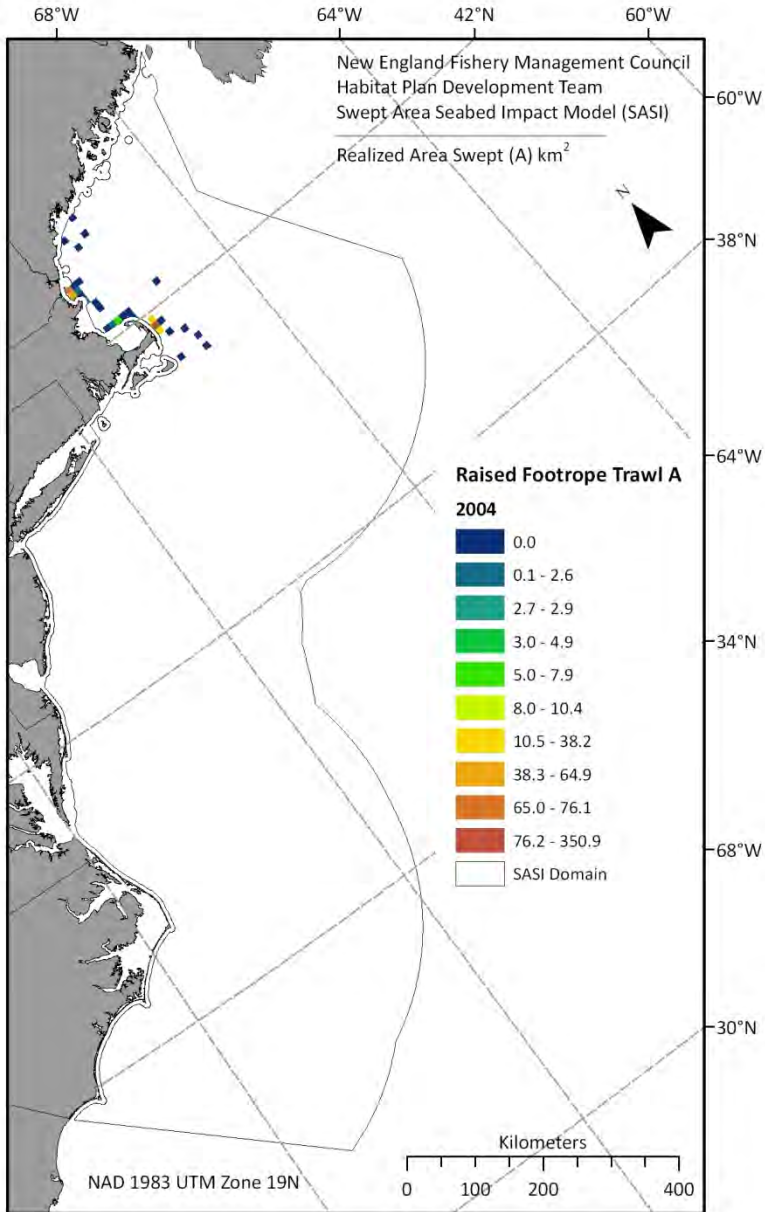 68°W 64°W 42°N 60°W
New England Fishery Management Council
Habitat Plan Development Team
Swept Area Seabed Impact Model (SASI)
Realized Area Swept (A) km²
60°W
N
38°N
64°W
Raised Footrope Trawl A
2004
0.0
0.1 - 2.6
2.7 - 2.9
3.0 - 4.9
34°N
5.0 - 7.9
8.0 - 10.4
10.5 - 38.2
38.3 - 64.9
65.0 - 76.1
76.2 - 350.9
68°W
SASI Domain
30°N
Kilometers
0 100 200 300 400
NAD 1983 UTM Zone 19N